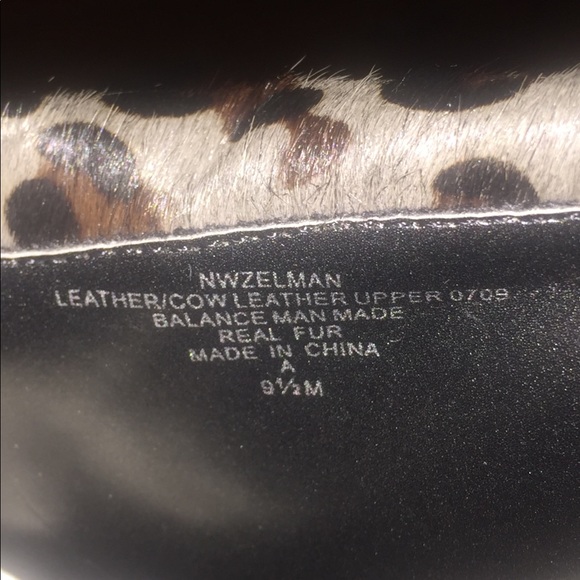 NWZELMAN
LEATHER/COW LEATHER UPPER 0709
BALANCE MAN MADE
REAL FUR
MADE IN CHINA
A
9½M